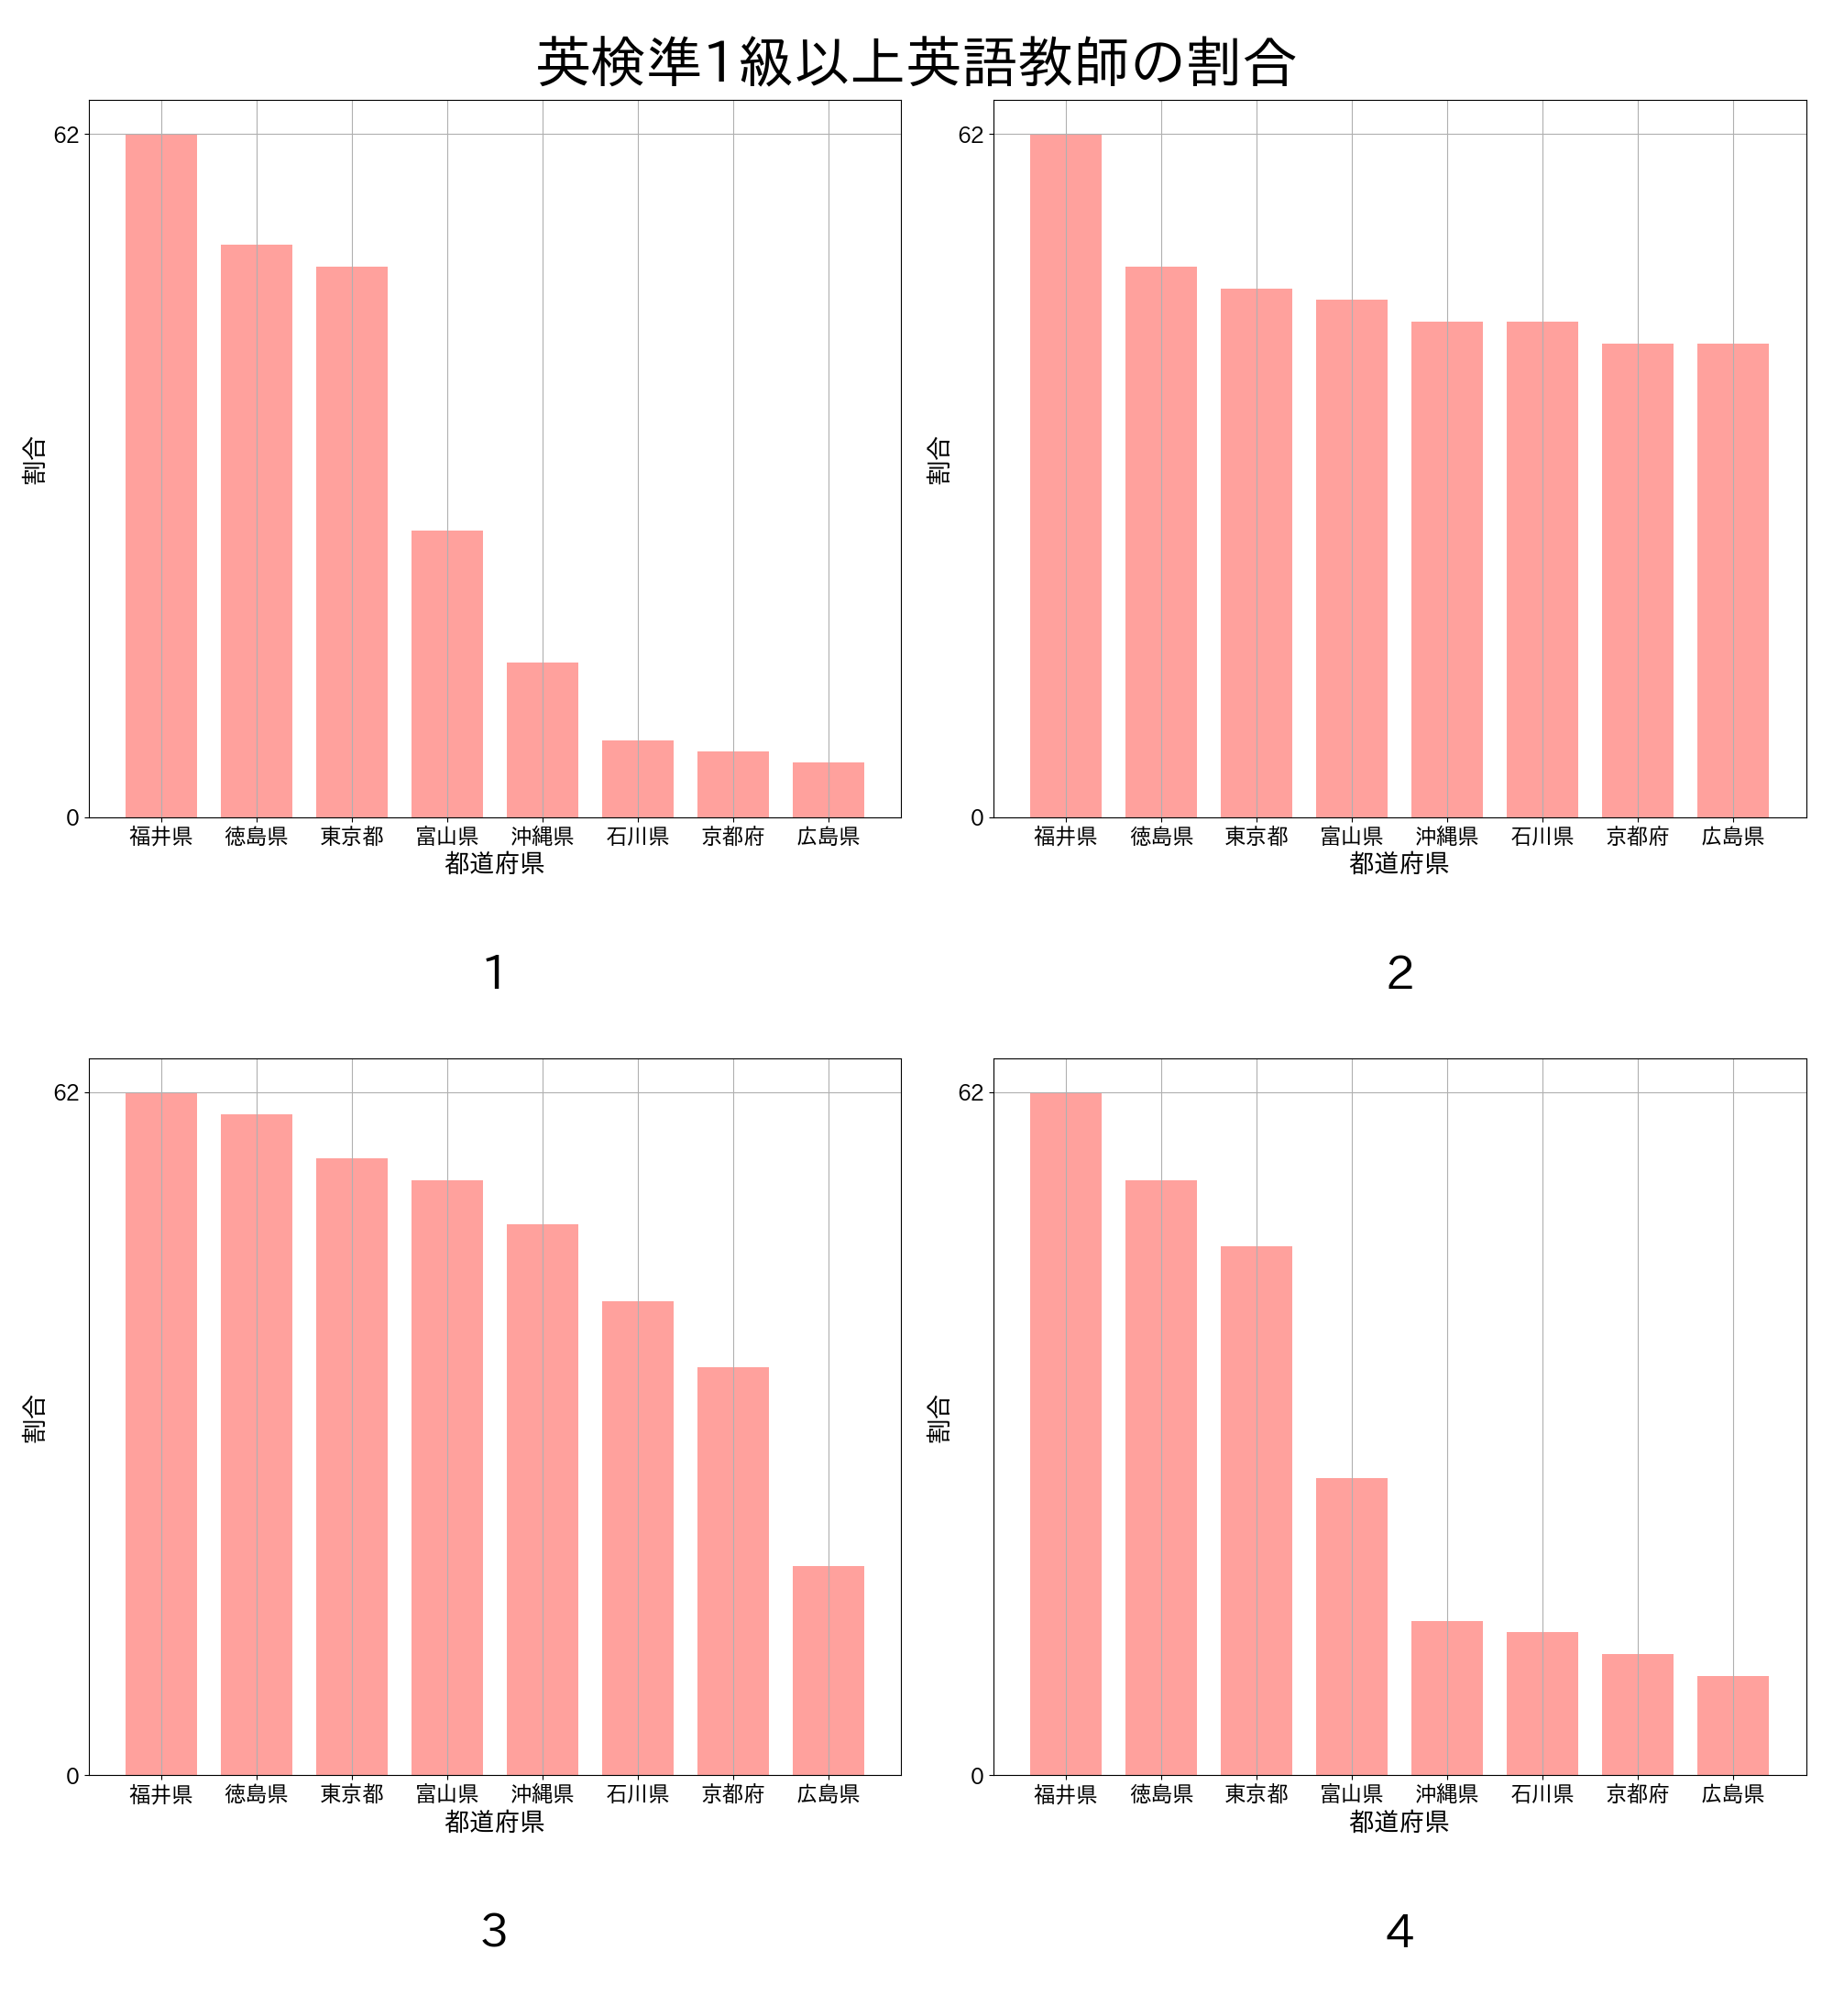 英検準1級以上英語教師の割合
62
0
割合
福井県 徳島県 東京都 富山県 沖縄県 石川県 京都府 広島県
都道府県
1
62
0
割合
福井県 徳島県 東京都 富山県 沖縄県 石川県 京都府 広島県
都道府県
2
62
0
割合
福井県 徳島県 東京都 富山県 沖縄県 石川県 京都府 広島県
都道府県
3
62
0
割合
福井県 徳島県 東京都 富山県 沖縄県 石川県 京都府 広島県
都道府県
4